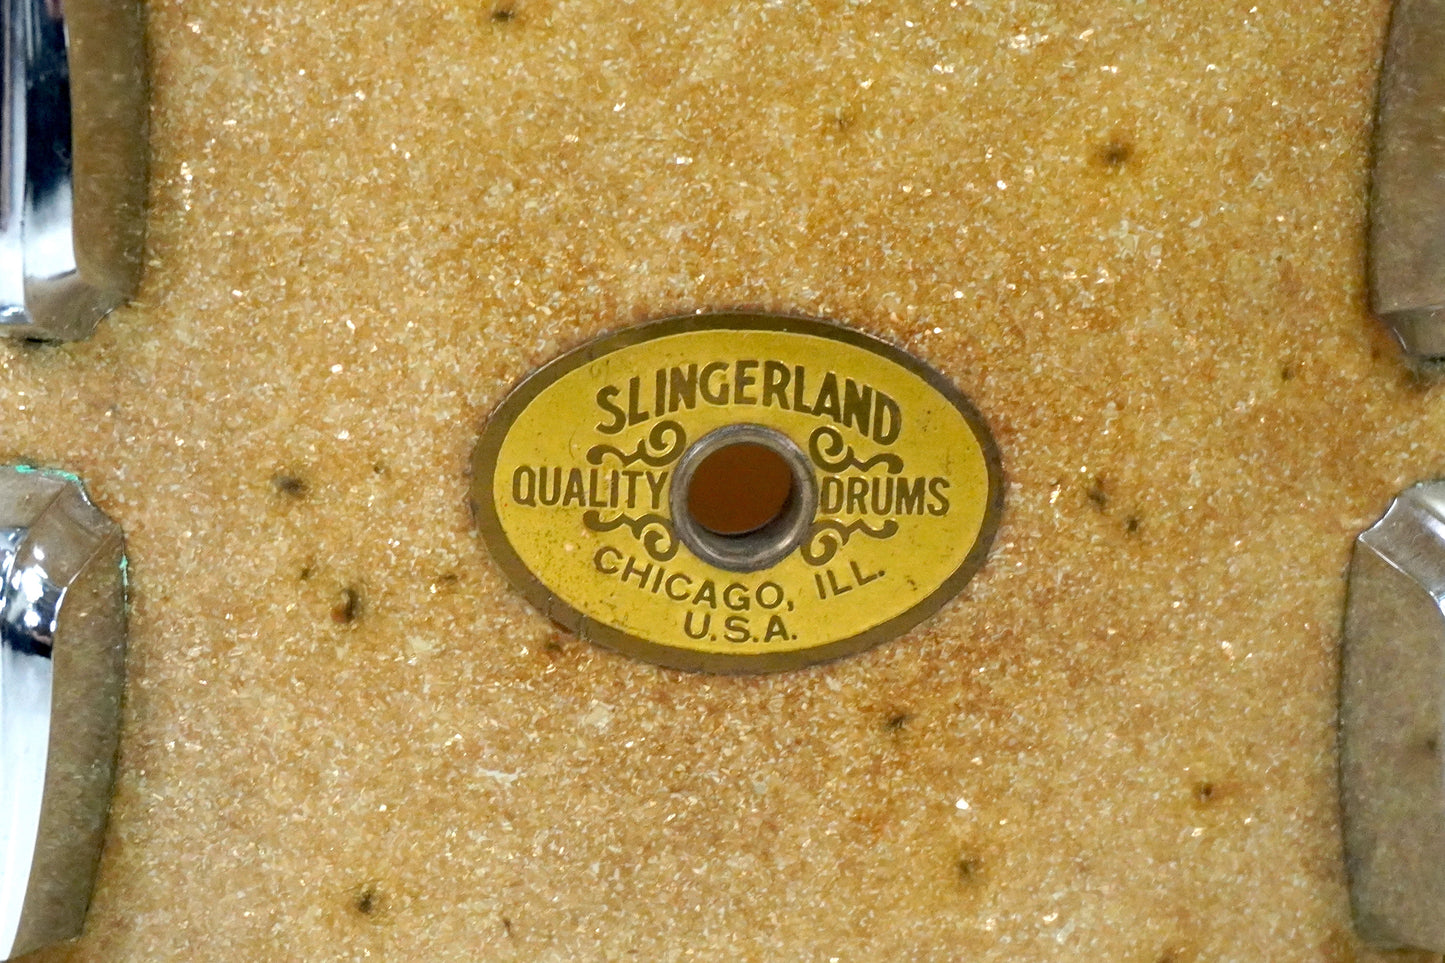 SLINGERLAND
QUALITY DRUMS
CHICAGO, ILL.
U.S.A.